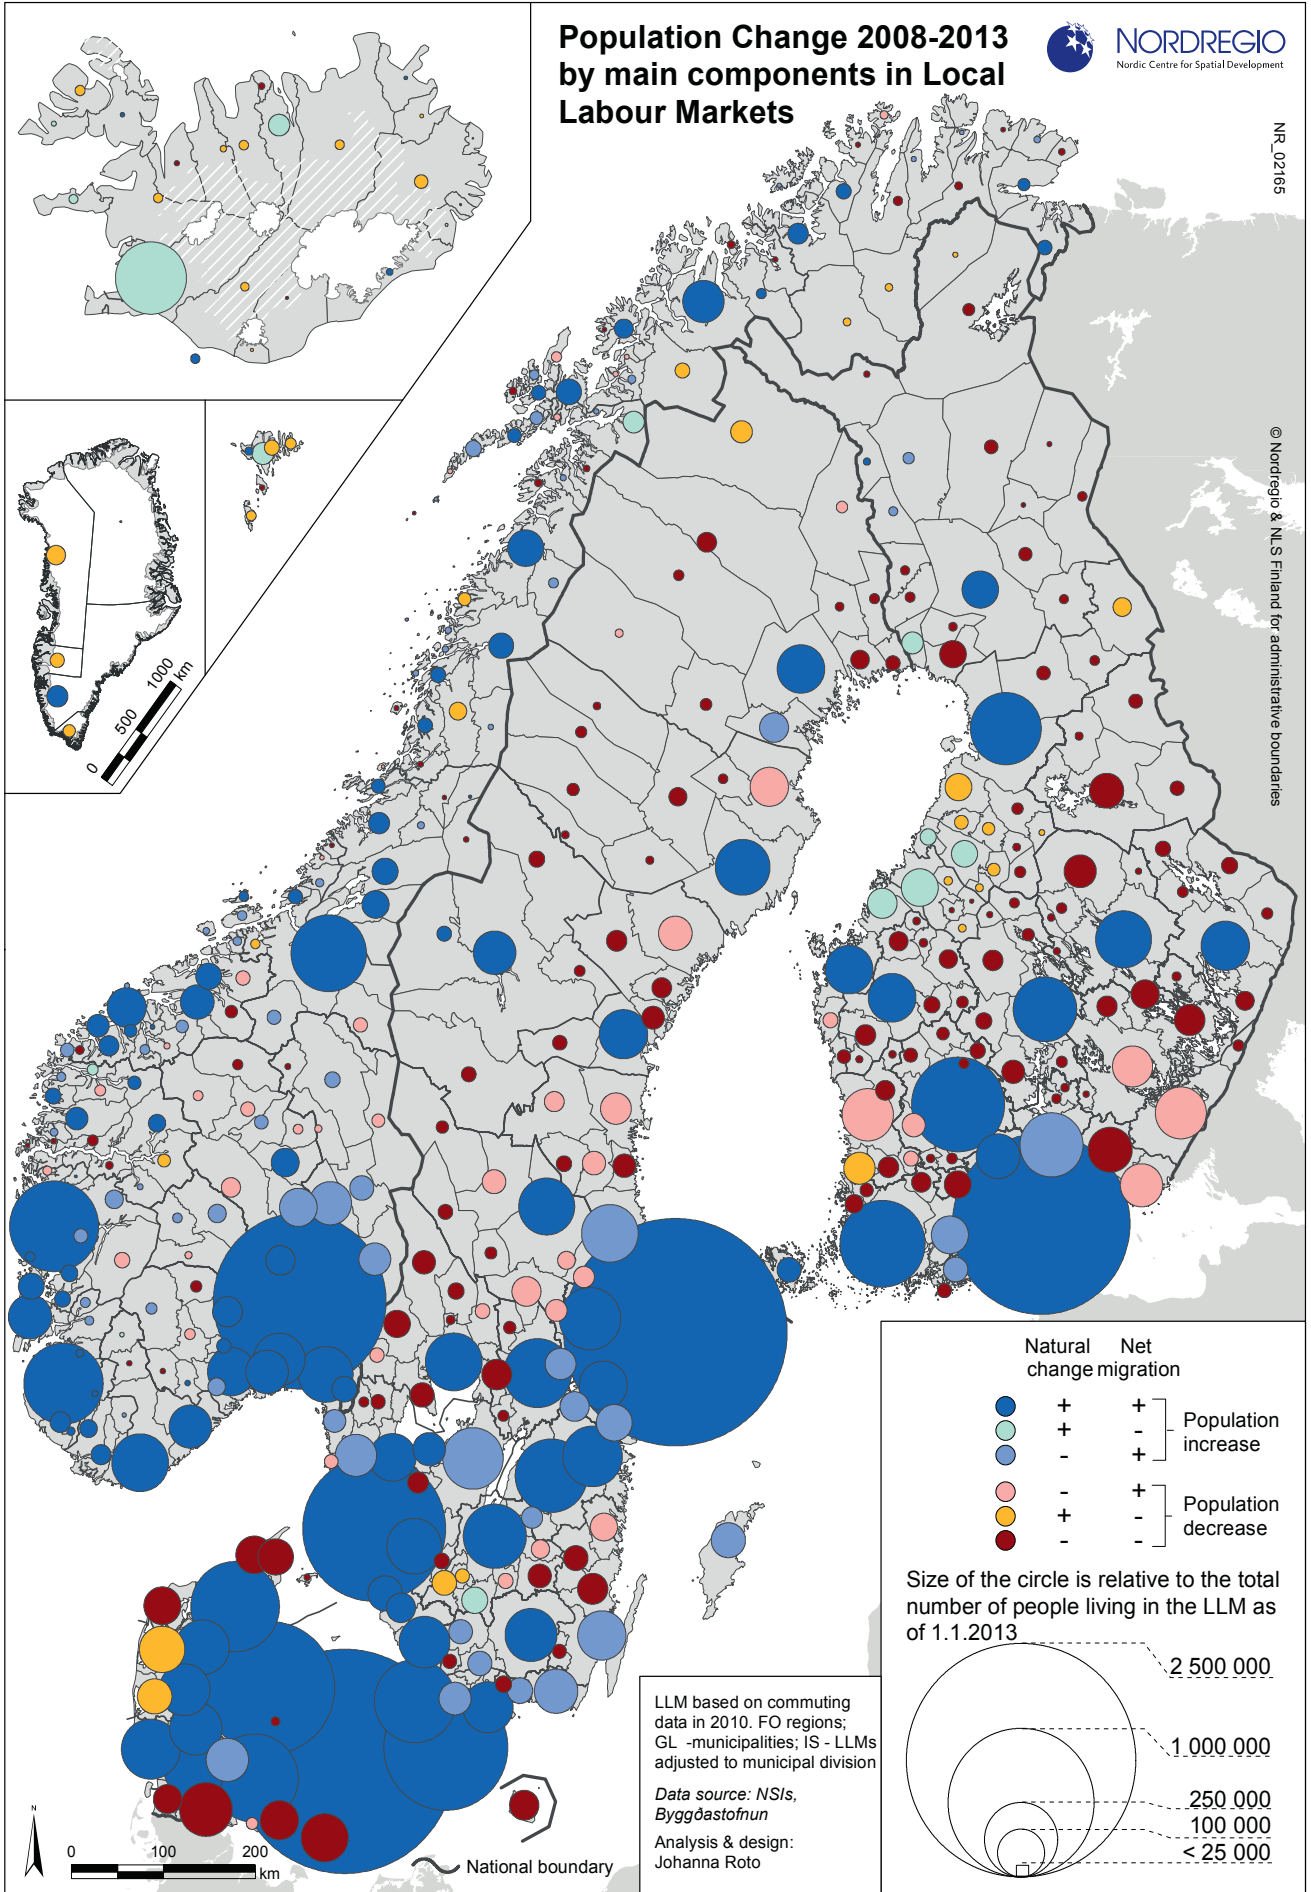 Population Change 2008-2013
by main components in Local
Labour Markets
NORDREGIO
Nordic Centre for Spatial Development
NR_02165
© Nordregio & NLS Finland for administrative boundaries
0
500
1000
km
Natural
change
Net
migration
+ +
+ -
- +
Population
increase
- +
+ -
- -
Population
decrease
Size of the circle is relative to the total
number of people living in the LLM as
of 1.1.2013
2 500 000
1 000 000
250 000
100 000
< 25 000
LLM based on commuting
data in 2010. FO regions;
GL -municipalities; IS - LLMs
adjusted to municipal division
Data source: NSIs,
Byggðastofnun
Analysis & design:
Johanna Roto
N
0
100
200
km
National boundary